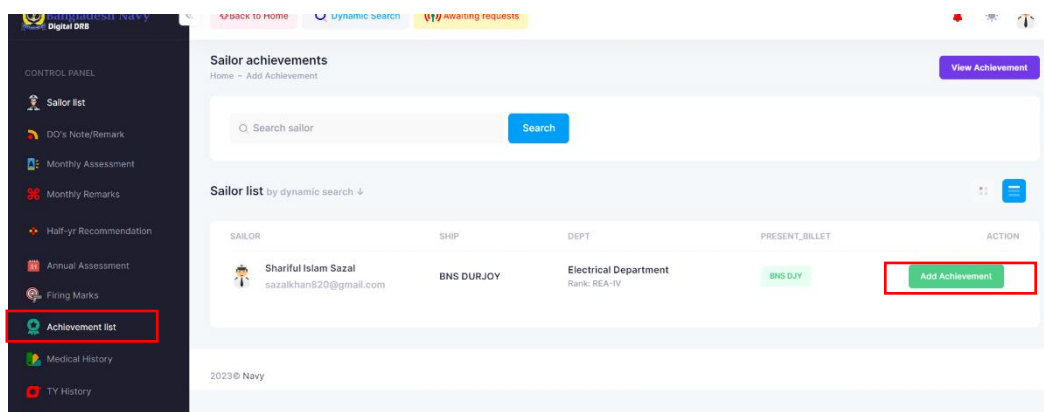 Bangladesh Navy
Digital DRB
Back to Home
Dynamic Search
Awaiting requests
CONTROL PANEL
Sailor list
DO's Note/Remark
Monthly Assessment
Monthly Remarks
Half-yr Recommendation
Annual Assessment
Firing Marks
Achievement list
Medical History
TY History
Sailor achievements
Home - Add Achievement
View Achievement
Search sailor
Search
Sailor list by dynamic search ↓
SAILOR SHIP DEPT PRESENT_BILLET ACTION
Shariful Islam Sazal
sazalkhan820@gmail.com
BNS DURJOY
Electrical Department
Rank: REA-IV
BNS DJY
Add Achievement
2023© Navy